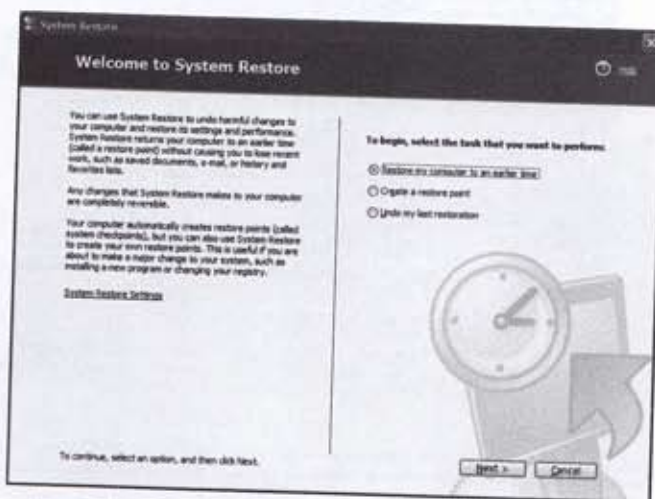 System Restore
Welcome to System Restore
Help
You can use System Restore to undo harmful changes to
your computer and restore its settings and performance.
System Restore returns your computer to an earlier time
(called a restore point) without causing you to lose recent
work, such as saved documents, e-mail, or history and
favorites lists.
Any changes that System Restore makes to your computer
are completely reversible.
Your computer automatically creates restore points (called
system checkpoints), but you can also use System Restore
to create your own restore points. This is useful if you are
about to make a major change to your system, such as
installing a new program or changing your registry.
System Restore Settings
To begin, select the task that you want to perform:
Restore my computer to an earlier time
Create a restore point
Undo my last restoration
To continue, select an option, and then click Next.
Next >
Cancel